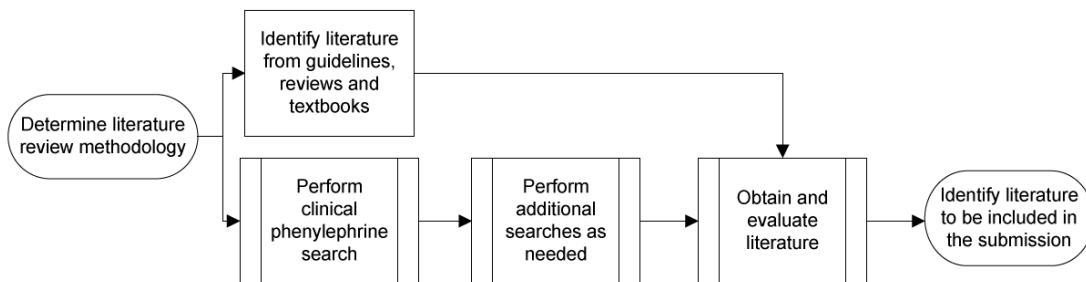 Identify literature
from guidelines,
reviews and
textbooks
Determine literature
review methodology
Perform
clinical
phenylephrine
search
Perform
additional
searches as
needed
Obtain and
evaluate
literature
Identify literature
to be included in
the submission